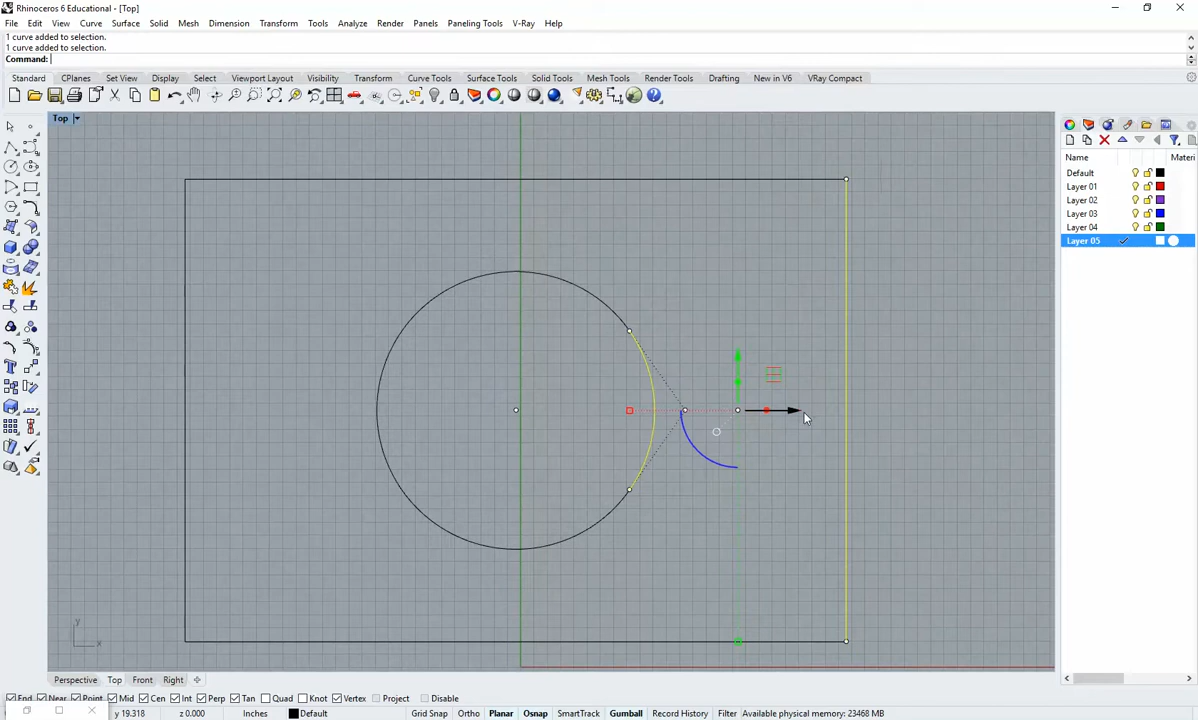 Rhinoceros 6 Educational - [Top]
File Edit View Curve Surface Solid Mesh Dimension Transform Tools Analyze Render Panels Paneling Tools V-Ray Help
1 curve added to selection.
1 curve added to selection.
Command:
Standard CPlanes Set View Display Select Viewport Layout Visibility Transform Curve Tools Surface Tools Solid Tools Mesh Tools Render Tools Drafting New in V6 VRay Compact
Top
Name Materi
Default
Layer 01
Layer 02
Layer 03
Layer 04
Layer 05
y
x
Perspective Top Front Right
End Near Point Mid Cen Int Perp Tan Quad Knot Vertex Project Disable
y 19.318 z 0.000 Inches Default Grid Snap Ortho Planar Osnap SmartTrack Gumball Record History Filter Available physical memory: 23468 MB